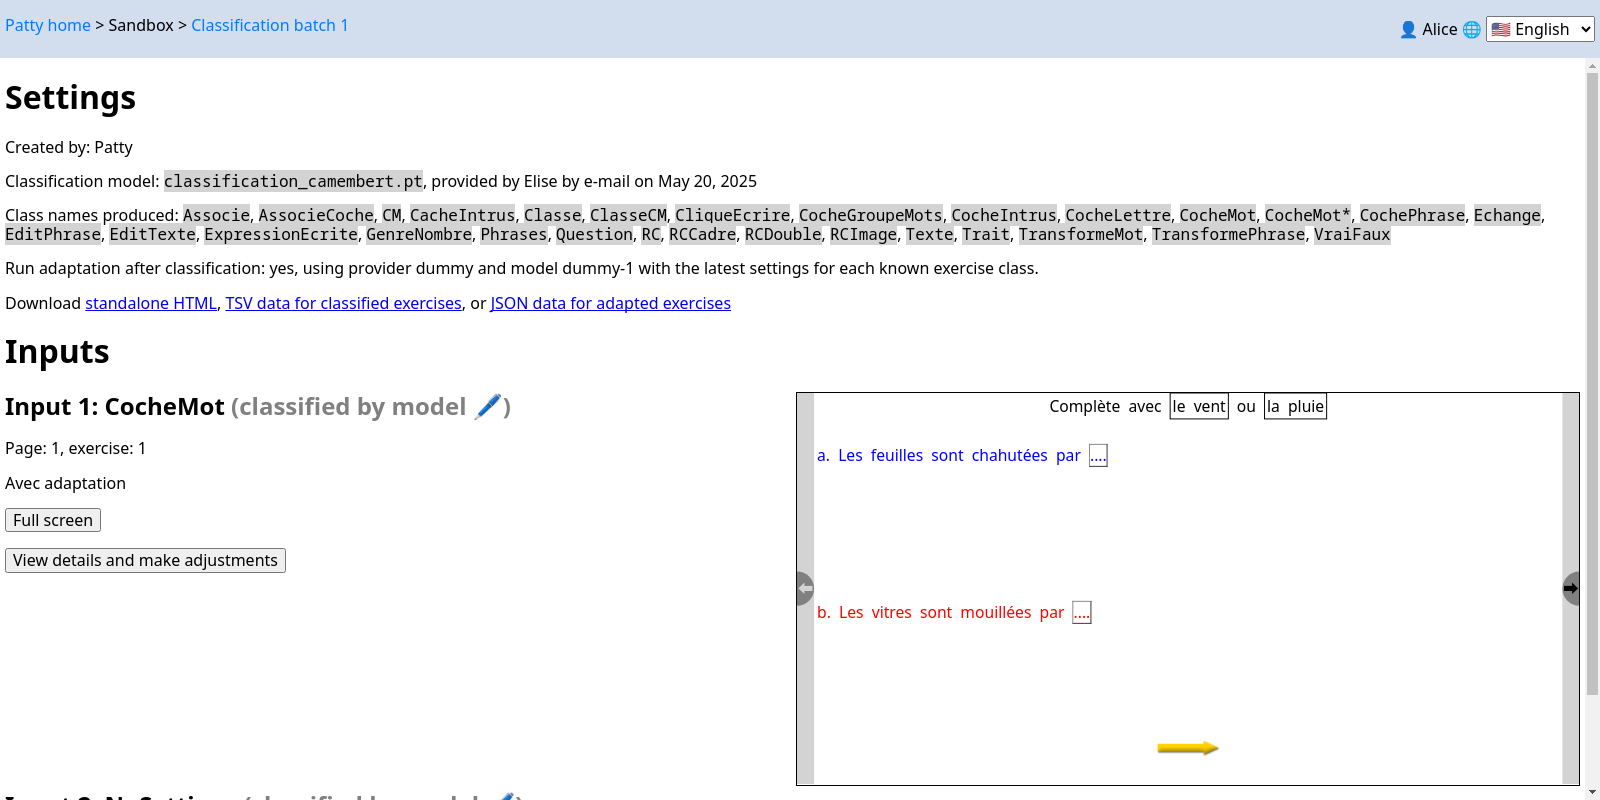 Patty home > Sandbox > Classification batch 1
Alice English
Settings
Created by: Patty
Classification model: classification_camembert.pt, provided by Elise by e-mail on May 20, 2025
Class names produced: Associe, AssocieCoche, CM, CacheIntrus, Classe, ClasseCM, CliqueEcrire, CocheGroupeMots, CocheIntrus, CocheLettre, CocheMot, CocheMot*, CochePhrase, Echange,
EditPhrase, EditTexte, ExpressionEcrite, GenreNombre, Phrases, Question, RC, RCCadre, RCDouble, RCImage, Texte, Trait, TransformeMot, TransformePhrase, VraiFaux
Run adaptation after classification: yes, using provider dummy and model dummy-1 with the latest settings for each known exercise class.
Download standalone HTML, TSV data for classified exercises, or JSON data for adapted exercises
Inputs
Input 1: CocheMot (classified by model 🖊️)
Page: 1, exercise: 1
Avec adaptation
Full screen
View details and make adjustments
Complète avec le vent ou la pluie
a. Les feuilles sont chahutées par ....
b. Les vitres sont mouillées par ....